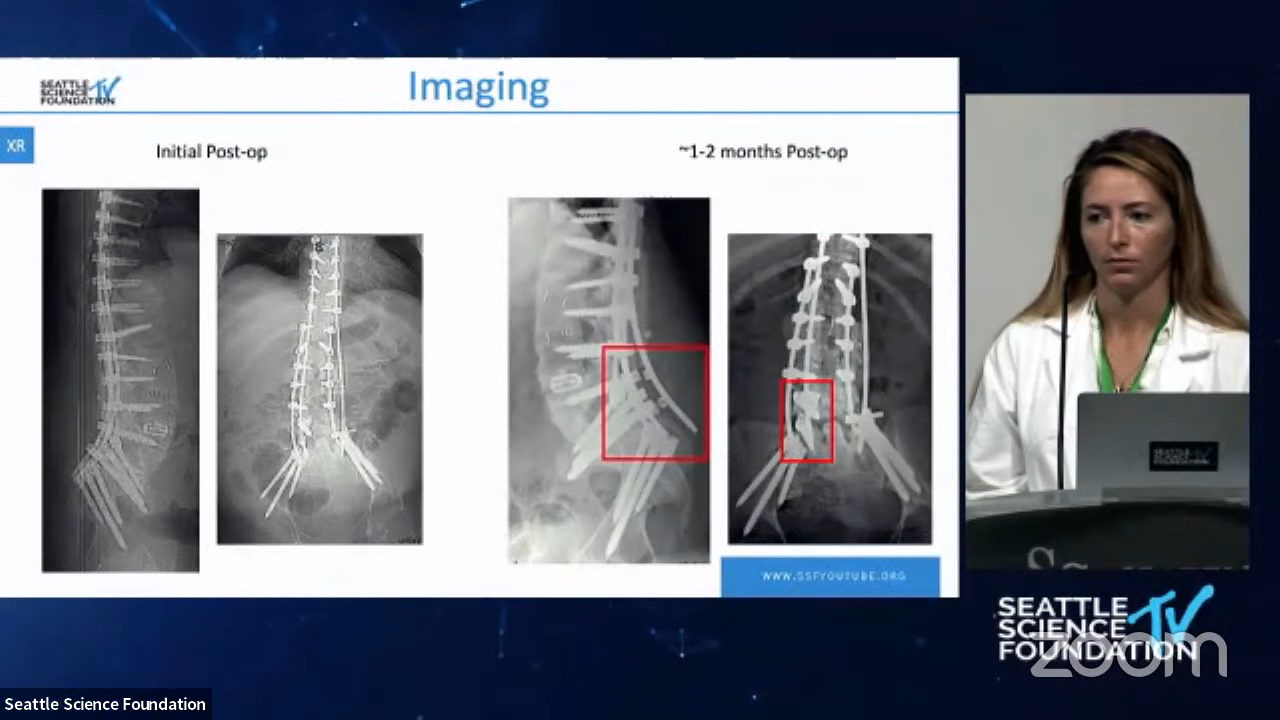 SEATTLE
SCIENCE TV
FOUNDATION
Imaging
XR
Initial Post-op
~1-2 months Post-op
WWW.SSFYOUTUBE.ORG
SEATTLE
SCIENCE TV
FOUNDATION
zoom
Seattle Science Foundation